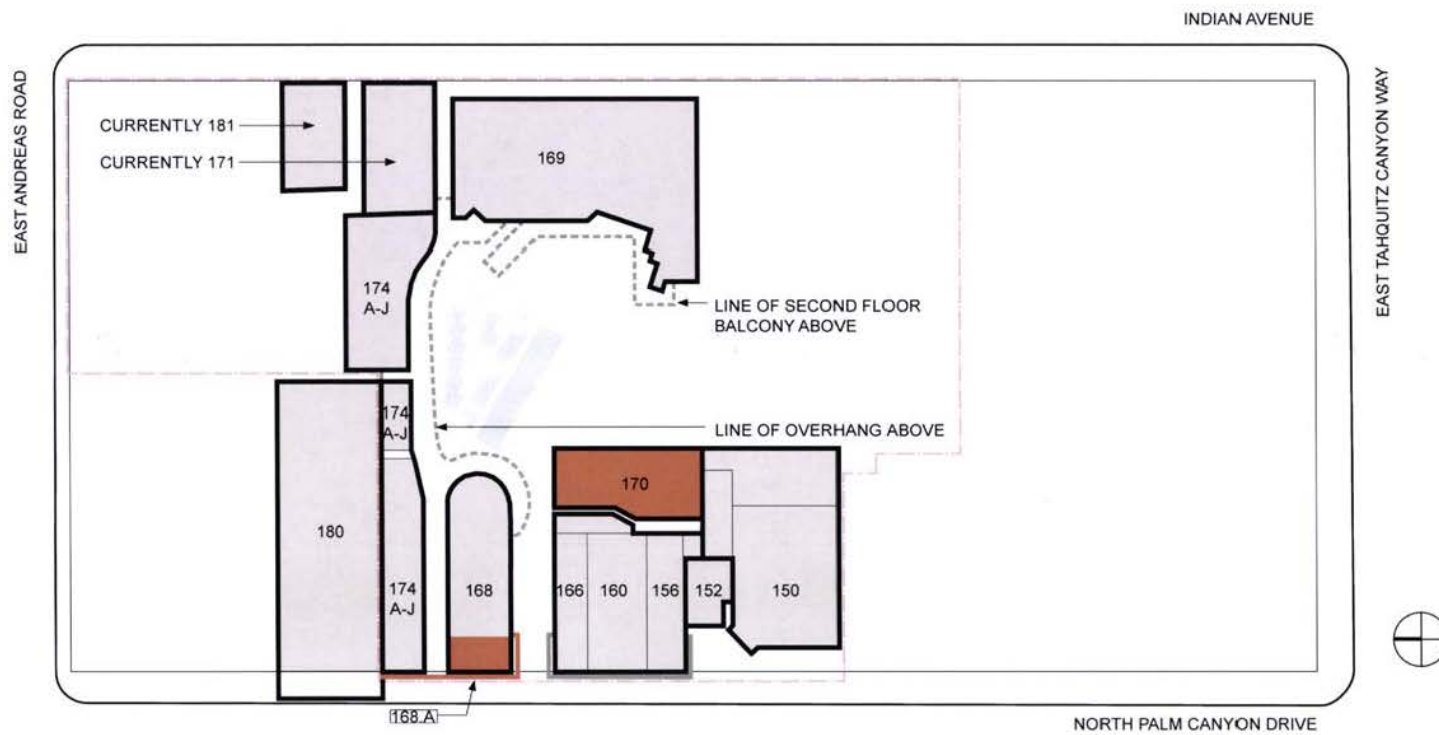 INDIAN AVENUE
EAST ANDREAS ROAD
EAST TAHQUITZ CANYON WAY
CURRENTLY 181
CURRENTLY 171
169
174
A-J
LINE OF SECOND FLOOR
BALCONY ABOVE
174
A-J
LINE OF OVERHANG ABOVE
170
180
174
A-J
168
166
160
156
152
150
168.A
NORTH PALM CANYON DRIVE